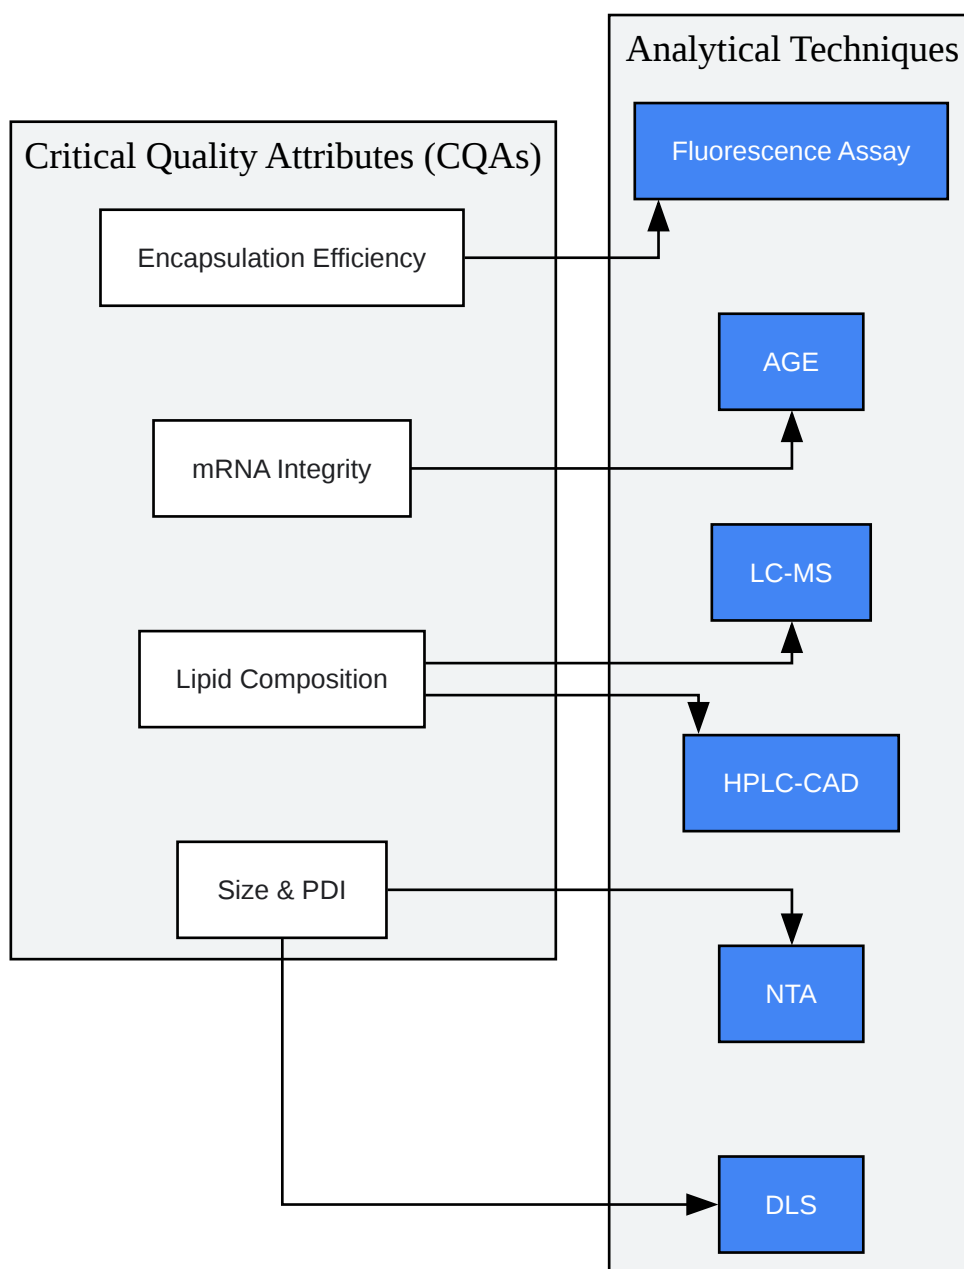 Analytical Techniques
Critical Quality Attributes (CQAs)
Fluorescence Assay
Encapsulation Efficiency
AGE
mRNA Integrity
LC-MS
Lipid Composition
HPLC-CAD
Size & PDI
NTA
DLS